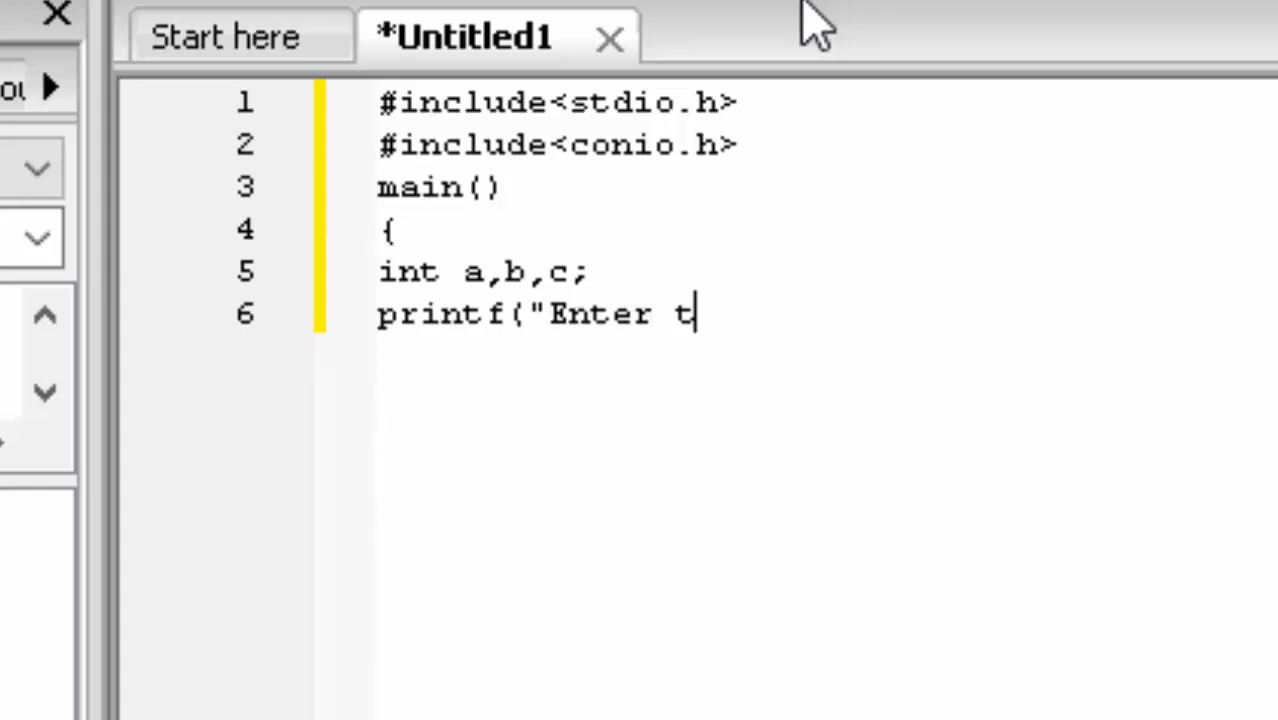 Start here
*Untitled1
1 #include<stdio.h>
2 #include<conio.h>
3 main()
4 {
5 int a,b,c;
6 printf("Enter t